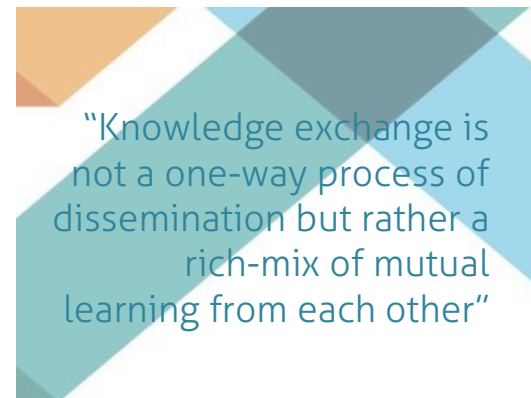 “Knowledge exchange is
not a one-way process of
dissemination but rather a
rich-mix of mutual
learning from each other”